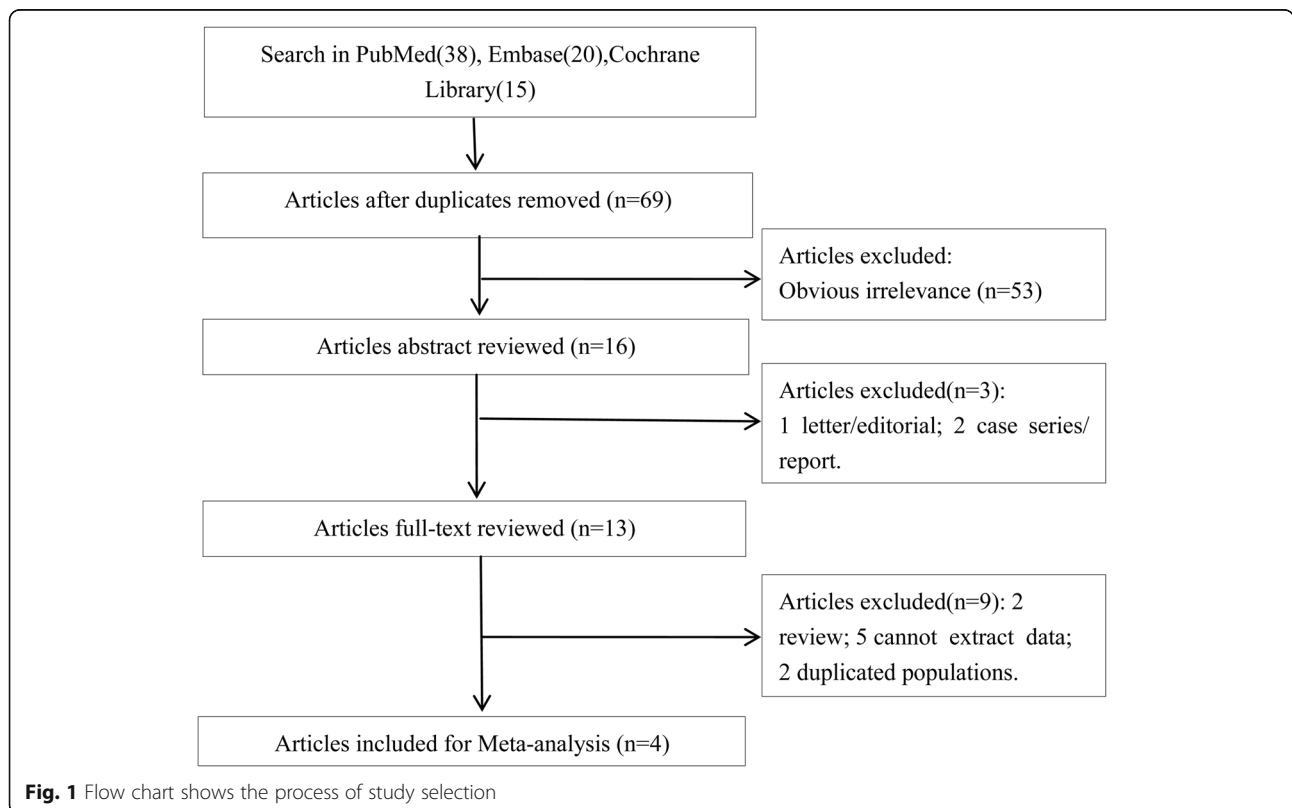 Search in PubMed(38), Embase(20),Cochrane
Library(15)
Articles after duplicates removed (n=69)
Articles excluded:
Obvious irrelevance (n=53)
Articles abstract reviewed (n=16)
Articles excluded(n=3):
1 letter/editorial; 2 case series/
report.
Articles full-text reviewed (n=13)
Articles excluded(n=9): 2
review; 5 cannot extract data;
2 duplicated populations.
Articles included for Meta-analysis (n=4)
Fig. 1 Flow chart shows the process of study selection